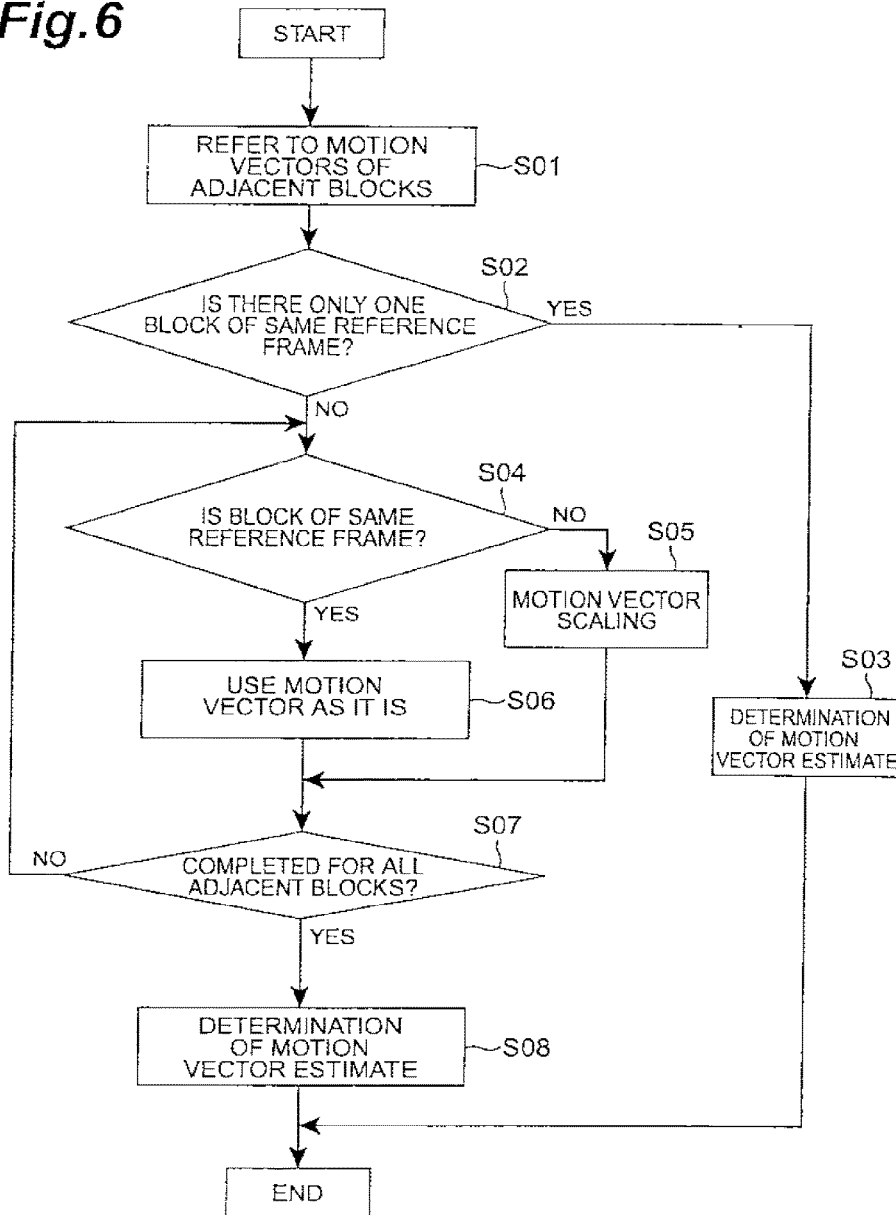 Fig.6
START
REFER TO MOTION
VECTORS OF
ADJACENT BLOCKS
S01
S02
IS THERE ONLY ONE
BLOCK OF SAME REFERENCE
FRAME?
YES
NO
S04
IS BLOCK OF SAME
REFERENCE FRAME?
NO
S05
MOTION VECTOR
SCALING
YES
S03
DETERMINATION
OF MOTION
VECTOR ESTIMATE
USE MOTION
VECTOR AS IT IS
S06
S07
COMPLETED FOR ALL
ADJACENT BLOCKS?
NO
YES
DETERMINATION
OF MOTION
VECTOR ESTIMATE
S08
END